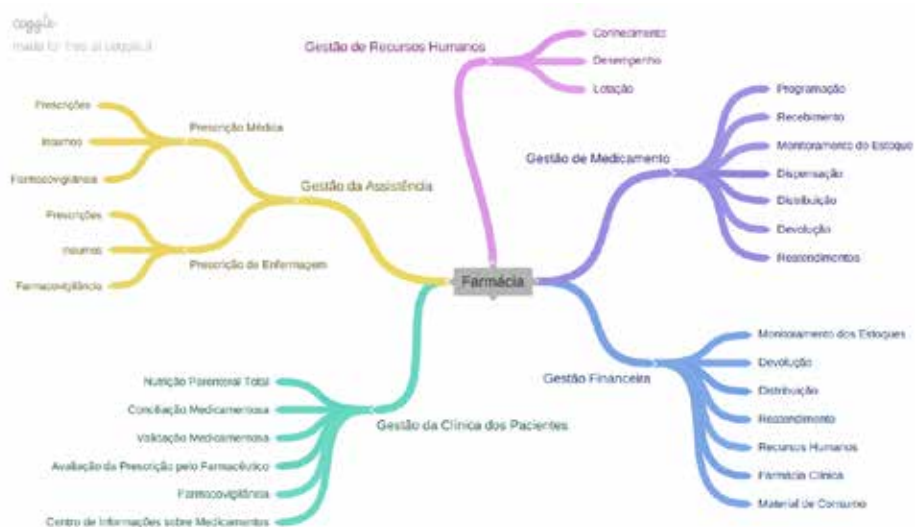 coggle
made for free at coggle.it
Gestão de Recursos Humanos
Conhecimento
Desempenho
Lotação
Prescrições
Insumos
Farmacovigilância
Prescrição Médica
Prescrições
Insumos
Farmacovigilância
Prescrição de Enfermagem
Gestão da Assistência
Gestão de Medicamento
Programação
Recebimento
Monitoramento do Estoque
Dispensação
Distribuição
Devolução
Reatendimentos
Farmácia
Gestão Financeira
Monitoramento dos Estoques
Devolução
Distribuição
Reatendimento
Recursos Humanos
Farmácia Clínica
Material de Consumo
Nutrição Parenteral Total
Conciliação Medicamentosa
Validação Medicamentosa
Avaliação da Prescrição pelo Farmacêutico
Farmacovigilância
Centro de Informações sobre Medicamentos
Gestão da Clínica dos Pacientes